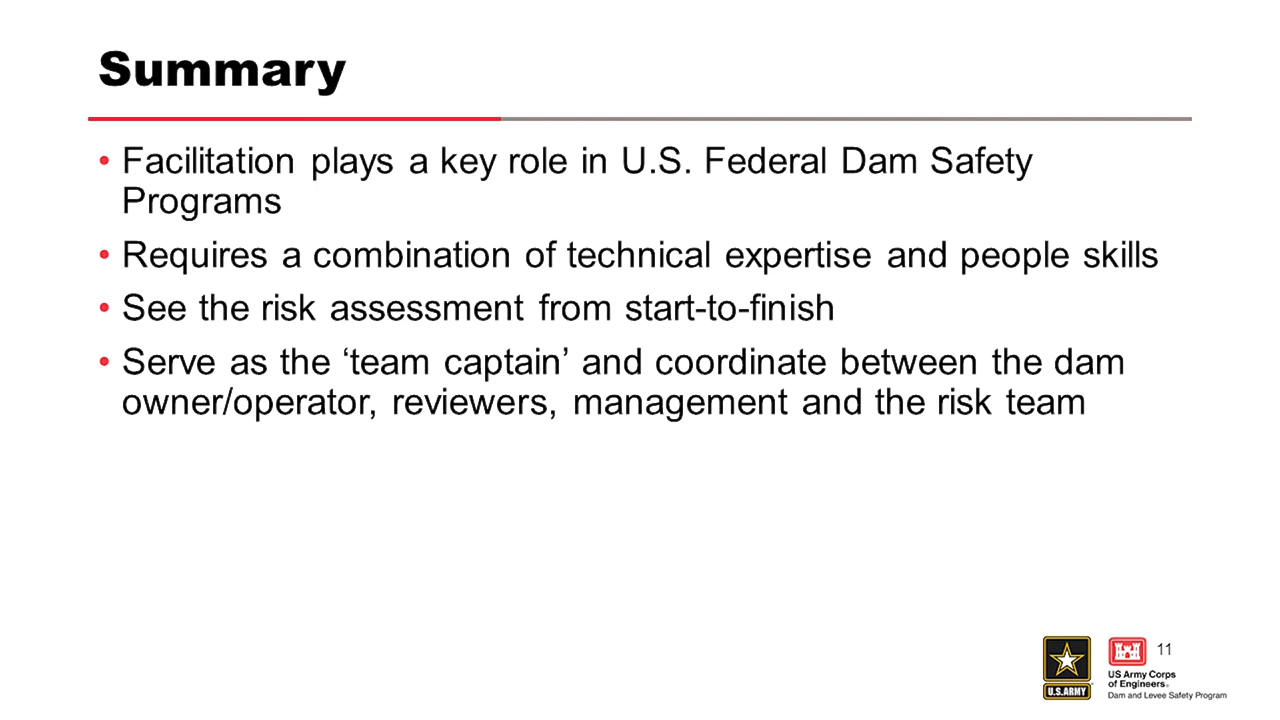 Summary
• Facilitation plays a key role in U.S. Federal Dam Safety
Programs
• Requires a combination of technical expertise and people skills
• See the risk assessment from start-to-finish
• Serve as the ‘team captain’ and coordinate between the dam
owner/operator, reviewers, management and the risk team
11
U.S.ARMY
US Army Corps
of Engineers®
Dam and Levee Safety Program